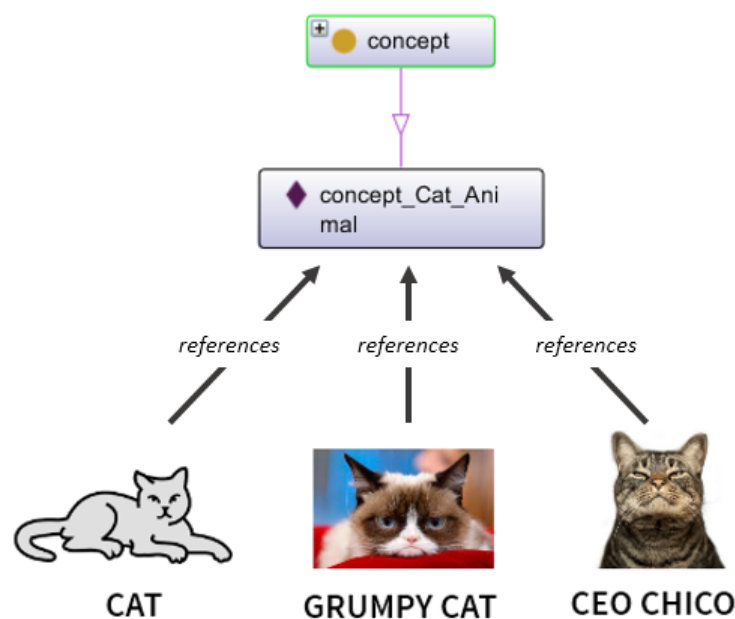 concept
concept_Cat_Ani
mal
references references references
CAT GRUMPY CAT CEO CHICO